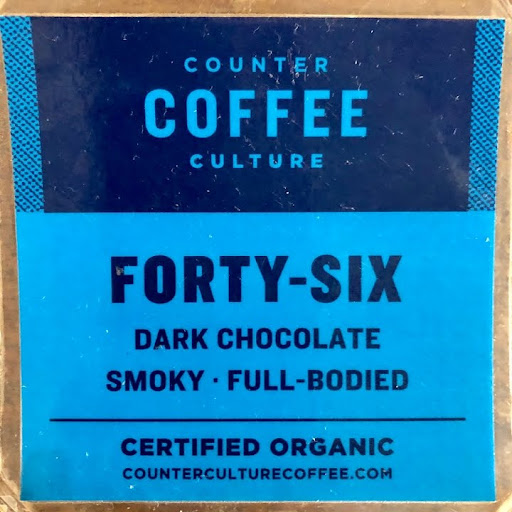 COUNTER
COFFEE
CULTURE
FORTY-SIX
DARK CHOCOLATE
SMOKY · FULL-BODIED
CERTIFIED ORGANIC
COUNTERCULTURECOFFEE.COM